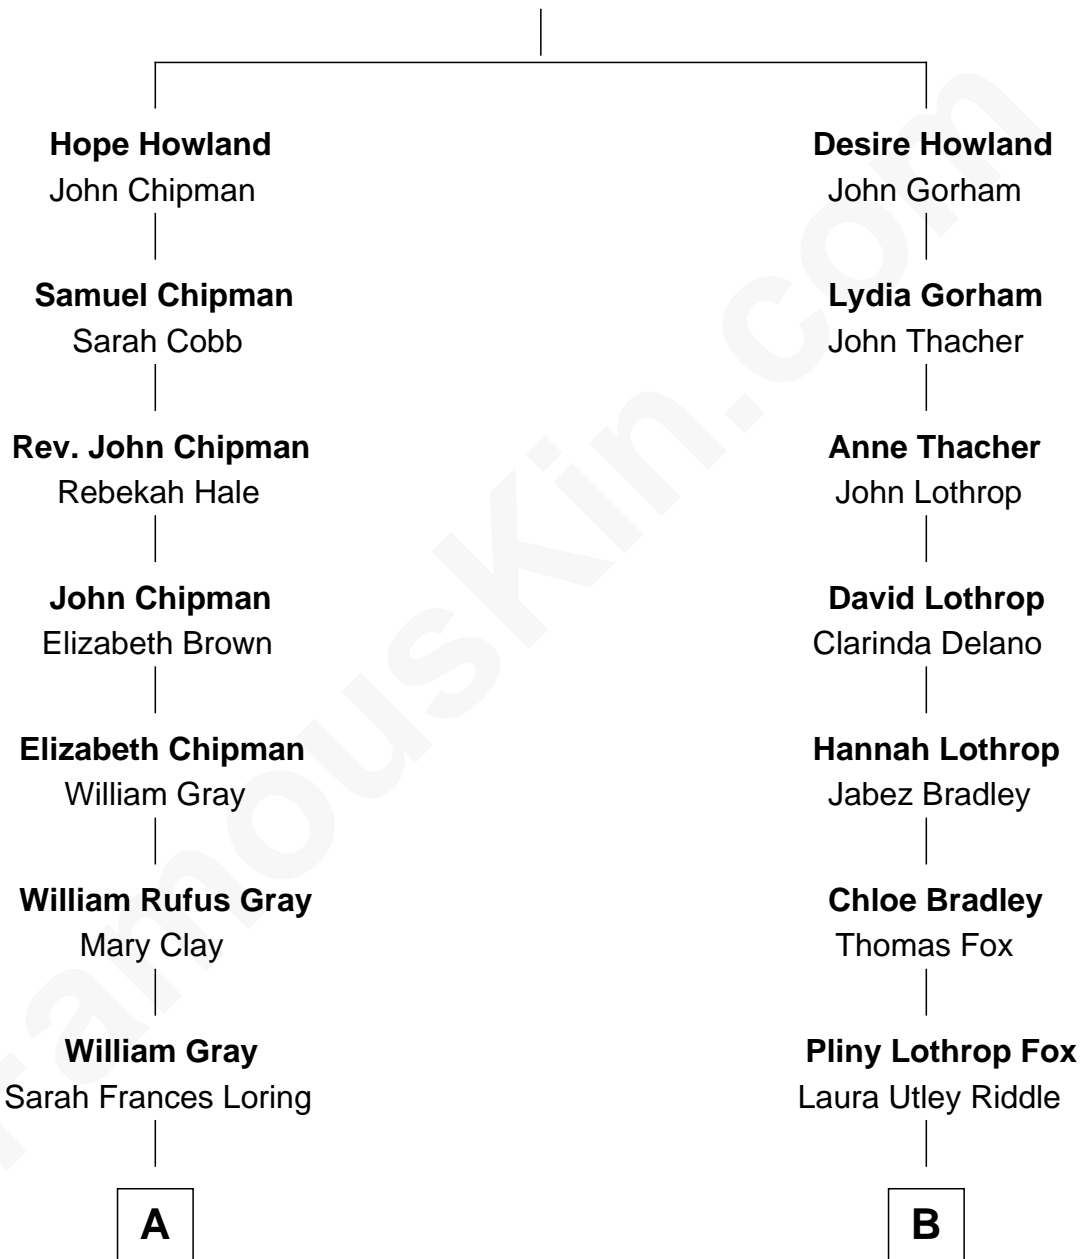 Hope Howland
John Chipman
Samuel Chipman
Sarah Cobb
Rev. John Chipman
Rebekah Hale
John Chipman
Elizabeth Brown
Elizabeth Chipman
William Gray
William Rufus Gray
Mary Clay
William Gray
Sarah Frances Loring
A
Desire Howland
John Gorham
Lydia Gorham
John Thacher
Anne Thacher
John Lothrop
David Lothrop
Clarinda Delano
Hannah Lothrop
Jabez Bradley
Chloe Bradley
Thomas Fox
Pliny Lothrop Fox
Laura Utley Riddle
B
FamousKin.com